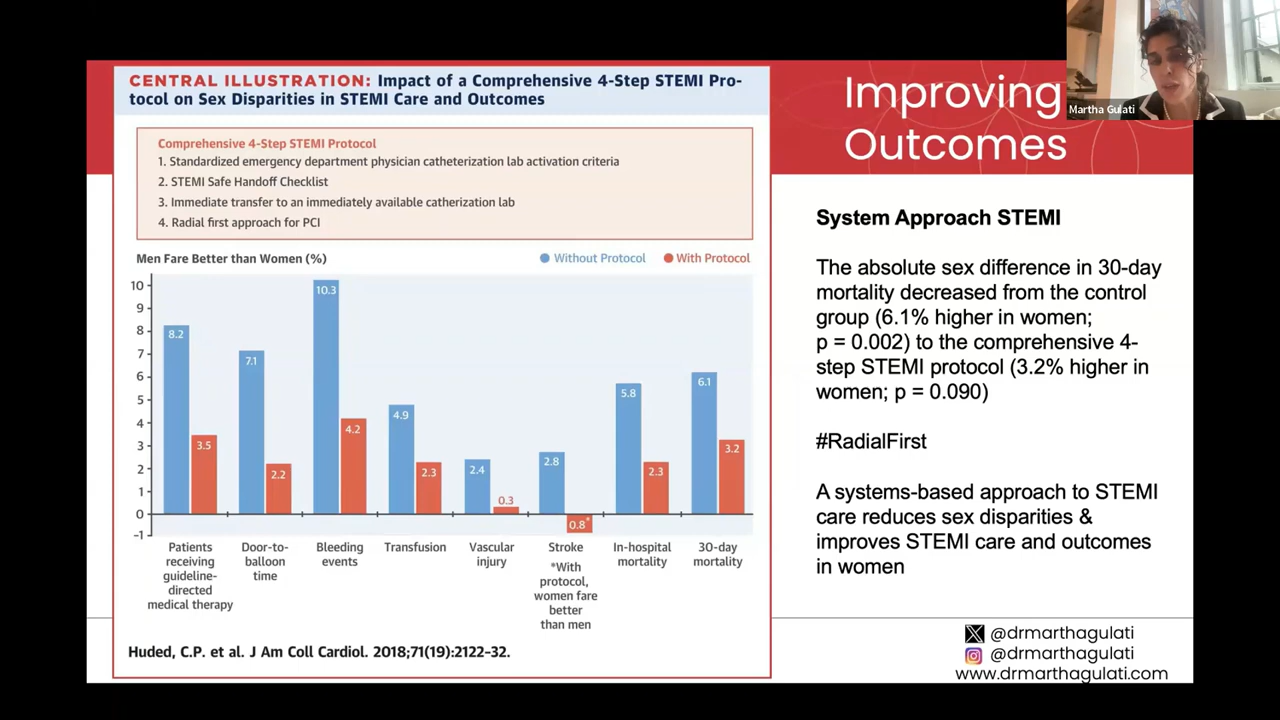 CENTRAL ILLUSTRATION: Impact of a Comprehensive 4-Step STEMI Pro-
tocol on Sex Disparities in STEMI Care and Outcomes
Comprehensive 4-Step STEMI Protocol
1. Standardized emergency department physician catheterization lab activation criteria
2. STEMI Safe Handoff Checklist
3. Immediate transfer to an immediately available catherization lab
4. Radial first approach for PCI
Men Fare Better than Women (%)
Without Protocol
With Protocol
10
9
8
7
6
5
4
3
2
1
0
-1
8.2
3.5
7.1
2.2
10.3
4.2
4.9
2.3
2.4
0.3
2.8
0.8*
5.8
2.3
6.1
3.2
Patients
receiving
guideline-
directed
medical therapy
Door-to-
balloon
time
Bleeding
events
Transfusion
Vascular
injury
Stroke
*With
protocol,
women fare
better
than men
In-hospital
mortality
30-day
mortality
Huded, C.P. et al. J Am Coll Cardiol. 2018;71(19):2122-32.
Improving
Outcomes
Martha Gulati
System Approach STEMI
The absolute sex difference in 30-day
mortality decreased from the control
group (6.1% higher in women;
p = 0.002) to the comprehensive 4-
step STEMI protocol (3.2% higher in
women; p = 0.090)
#RadialFirst
A systems-based approach to STEMI
care reduces sex disparities &
improves STEMI care and outcomes
in women
@drmarthagulati
@drmarthagulati
www.drmarthagulati.com